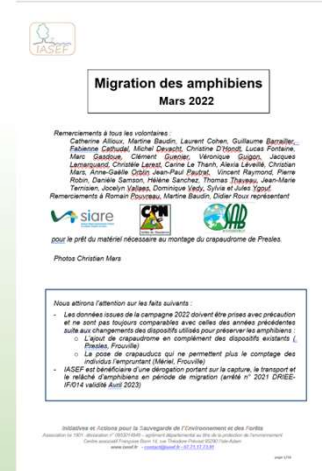 IASEF
Migration des amphibiens
Mars 2022
Remerciements à tous les volontaires :
Catherine Allioux, Martine Baudin, Laurent Cohen, Guillaume Barrailler,
Fabienne Cathudal, Michel Devacht, Christine D'Hondt, Lucas Fontaine,
Marc Gasdoue, Clément Guenier, Véronique Guigon, Jacques
Lemarquand, Christèle Lerest, Carine Le Thanh, Alexia Léveillé, Christian
Mars, Anne-Gaëlle Orblin Jean-Paul Pautrat, Vincent Raymond, Pierre
Robin, Danièle Samson, Hélène Sanchez, Thomas Thaveau, Jean-Marie
Ternisien, Jocelyn Vallaes, Dominique Vedy, Sylvia et Jules Ygouf.
Remerciements à Romain Pouvreau, Martine Baudin, Didier Roux représentant
siare
CPN
SAB
pour le prêt du matériel nécessaire au montage du crapaudrome de Presles.
Photos Christian Mars
Nous attirons l'attention sur les faits suivants :
- Les données issues de la campagne 2022 doivent être prises avec précaution
et ne sont pas toujours comparables avec celles des années précédentes
suite aux changements des dispositifs utilisés pour préserver les amphibiens :
o L'ajout de crapaudrome en complément des dispositifs existants (
Presles, Frouville)
o La pose de crapauducs qui ne permettent plus le comptage des
individus l'empruntant (Mériel, Frouville)
- IASEF est bénéficiaire d'une dérogation portant sur la capture, le transport et
le relâché d'amphibiens en période de migration (arrêté n° 2021 DRIEE-
IF/014 validité Avril 2023)
Initiative et Actions pour la Sauvegarde de l'Environnement et des Forêts